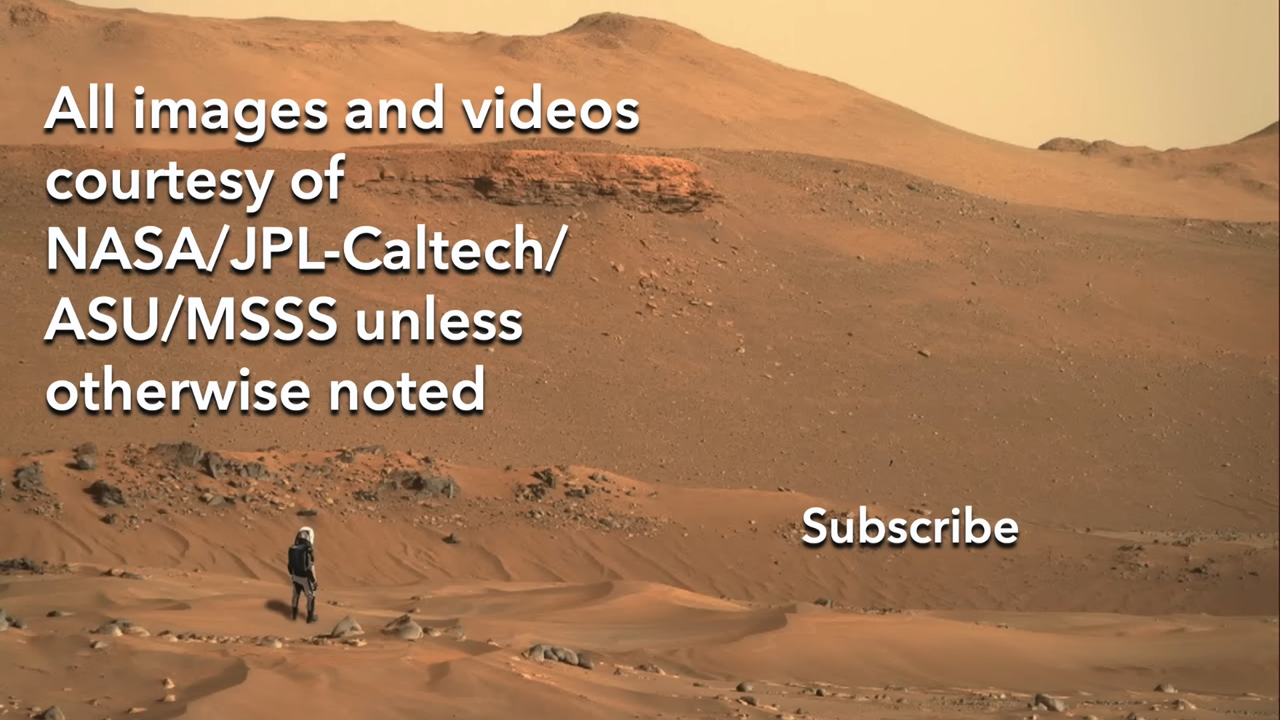 All images and videos
courtesy of
NASA/JPL-Caltech/
ASU/MSSS unless
otherwise noted
Subscribe